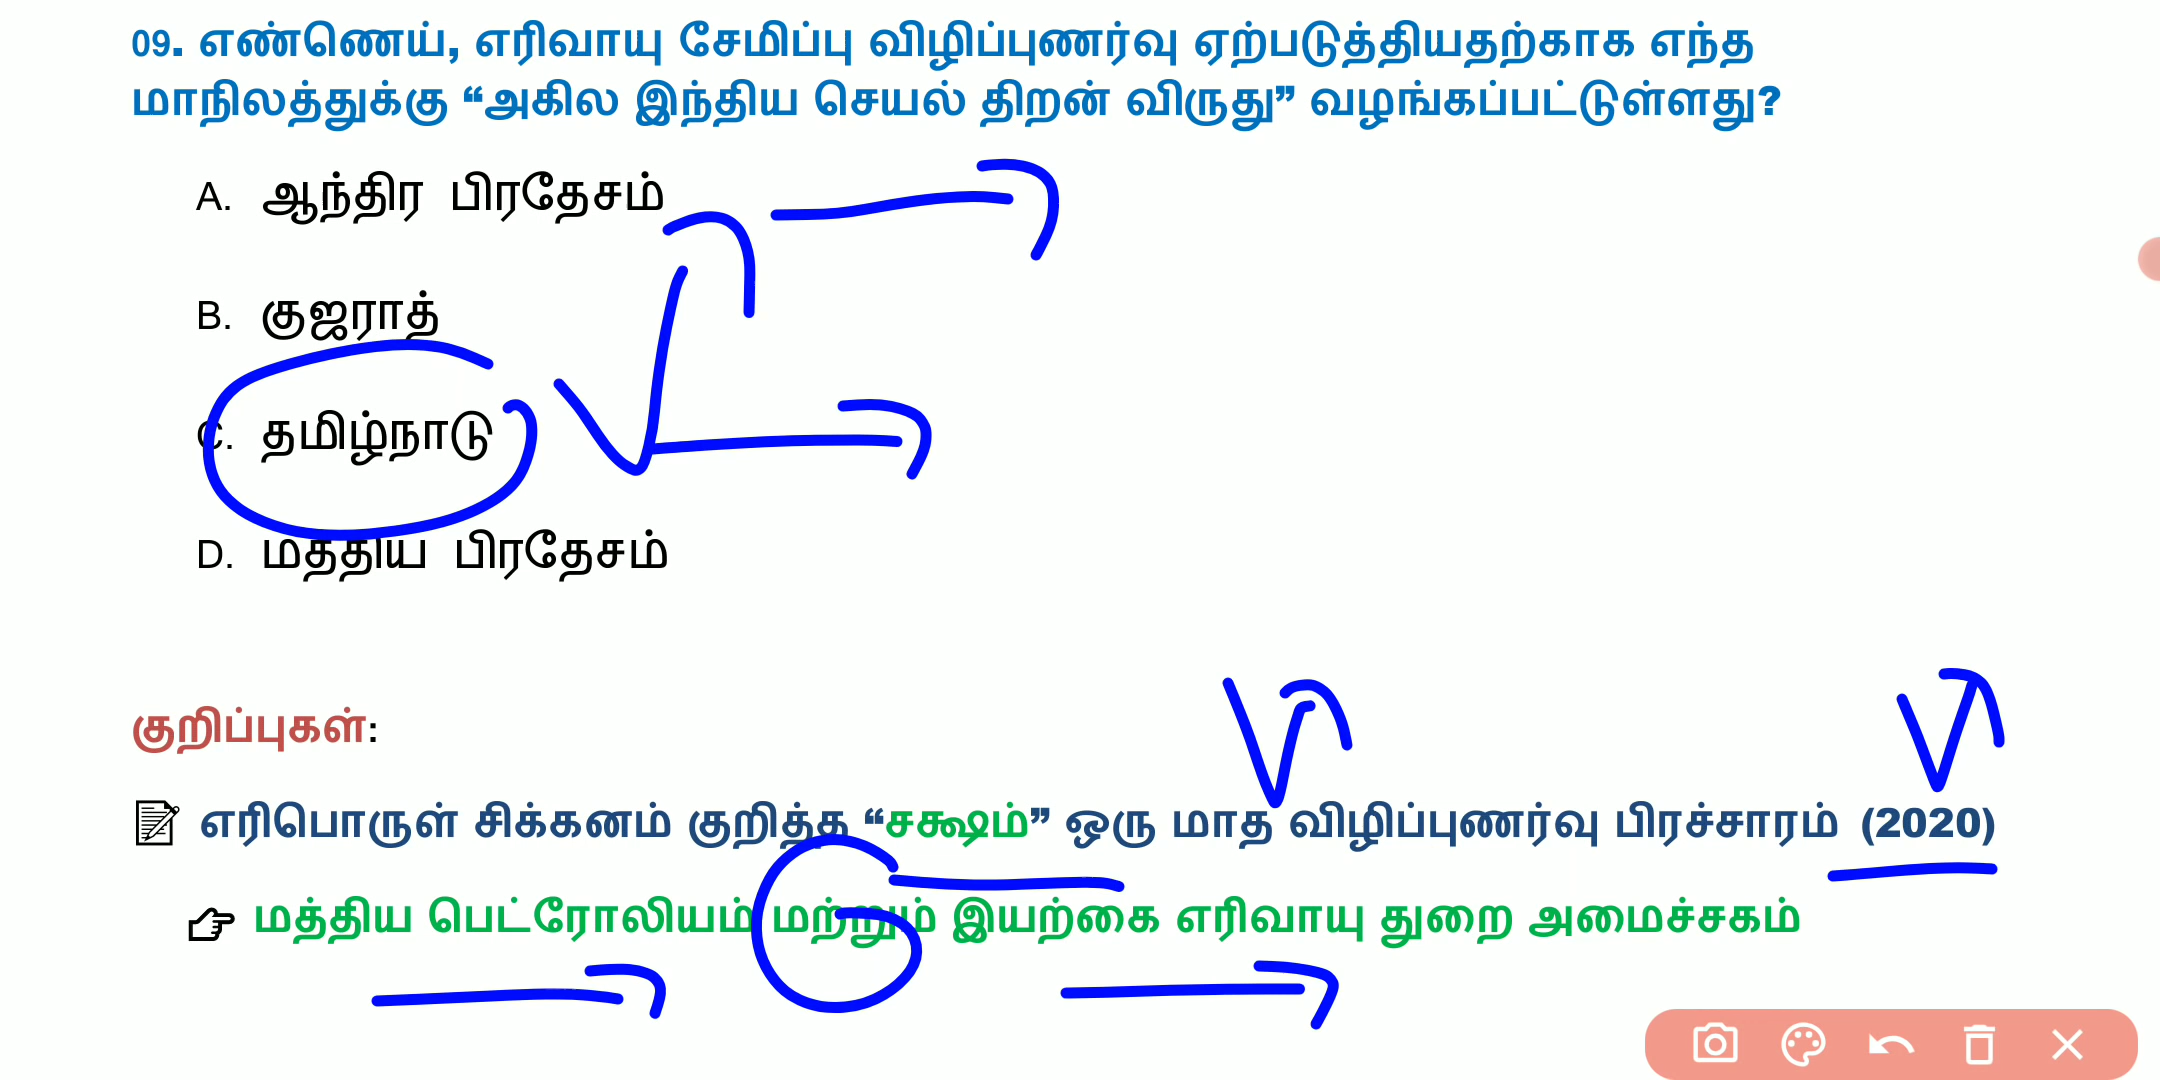 09. எண்ணெய், எரிவாயு சேமிப்பு விழிப்புணர்வு ஏற்படுத்தியதற்காக எந்த
மாநிலத்துக்கு “அகில இந்திய செயல் திறன் விருது” வழங்கப்பட்டுள்ளது?
A. ஆந்திர பிரதேசம்
B. குஜராத்
C. தமிழ்நாடு
D. மத்திய பிரதேசம்
குறிப்புகள்:
எரிபொருள் சிக்கனம் குறித்த “சக்ஷம்” ஒரு மாத விழிப்புணர்வு பிரச்சாரம் (2020)
மத்திய பெட்ரோலியம் மற்றும் இயற்கை எரிவாயு துறை அமைச்சகம்